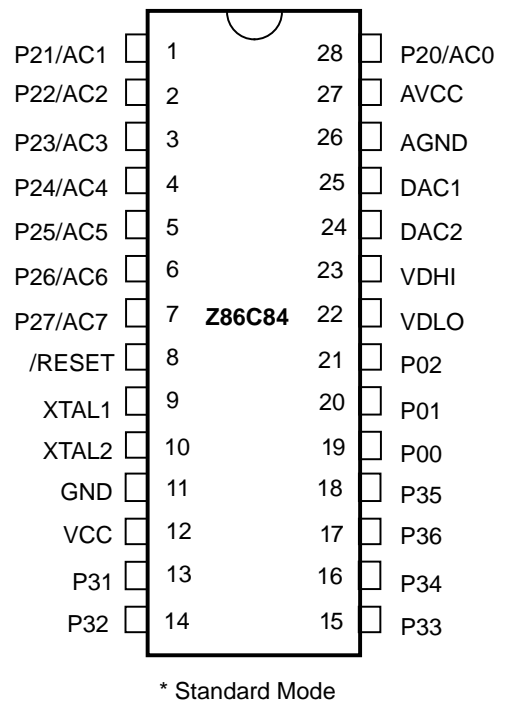 P21/AC1 1 28 P20/AC0
P22/AC2 2 27 AVCC
P23/AC3 3 26 AGND
P24/AC4 4 25 DAC1
P25/AC5 5 24 DAC2
P26/AC6 6 23 VDHI
P27/AC7 7 Z86C84 22 VDLO
/RESET 8 21 P02
XTAL1 9 20 P01
XTAL2 10 19 P00
GND 11 18 P35
VCC 12 17 P36
P31 13 16 P34
P32 14 15 P33
* Standard Mode